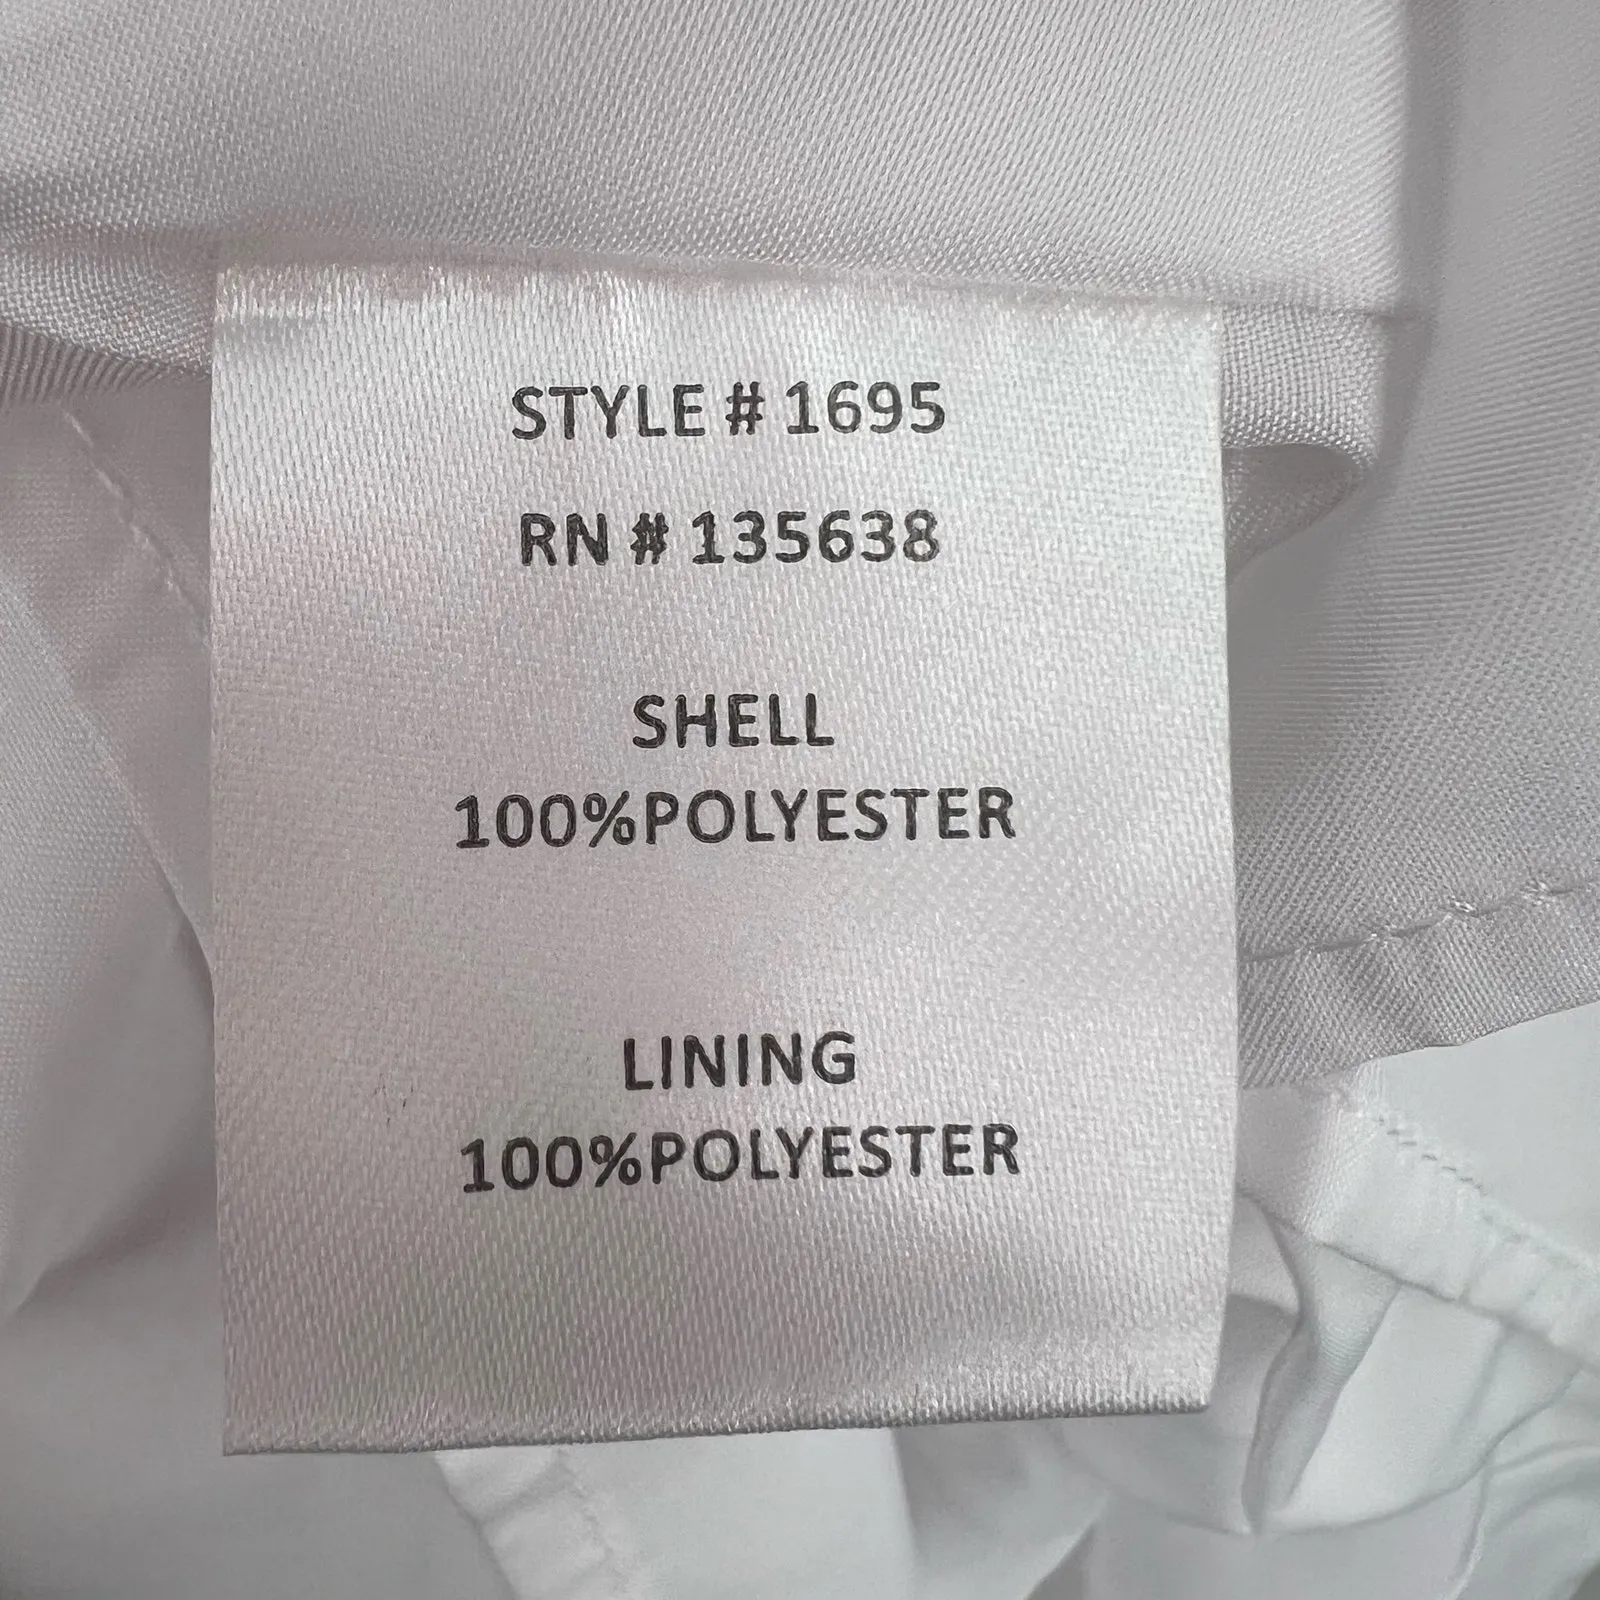 STYLE # 1695
RN # 135638
SHELL
100%POLYESTER
LINING
100%POLYESTER